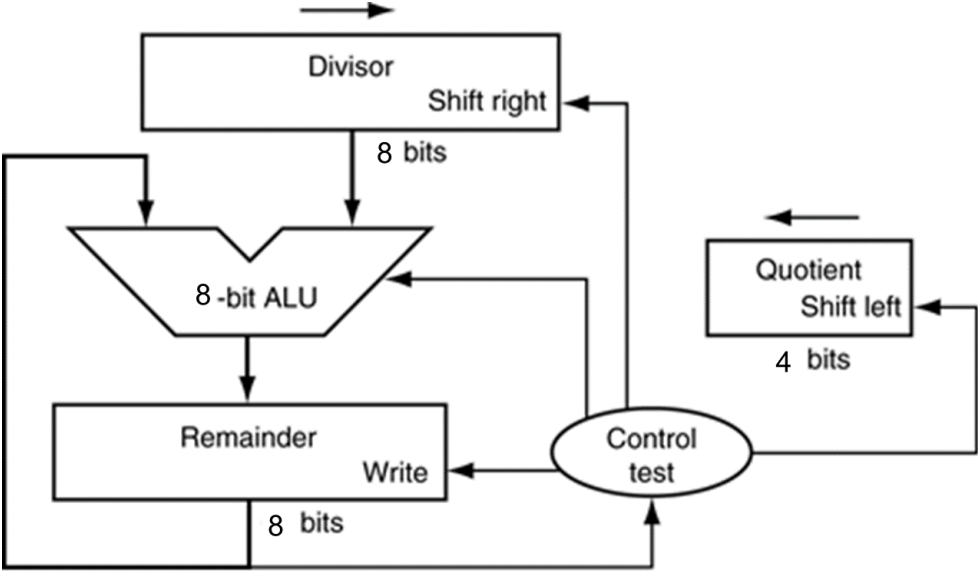 Divisor
Shift right
8 bits
8-bit ALU
Quotient
Shift left
4 bits
Remainder
Write
8 bits
Control
test